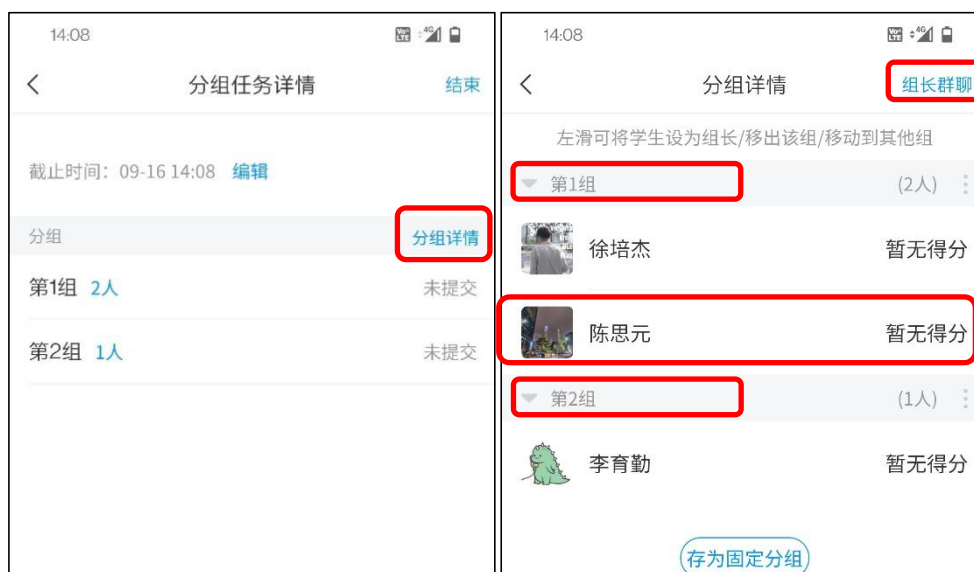 14:08
分组任务详情
结束
截止时间：09-16 14:08 编辑
分组
分组详情
第1组 2人
未提交
第2组 1人
未提交
14:08
分组详情
组长群聊
左滑可将学生设为组长/移出该组/移动到其他组
第1组
(2人)
徐培杰
暂无得分
陈思元
暂无得分
第2组
(1人)
李育勤
暂无得分
存为固定分组